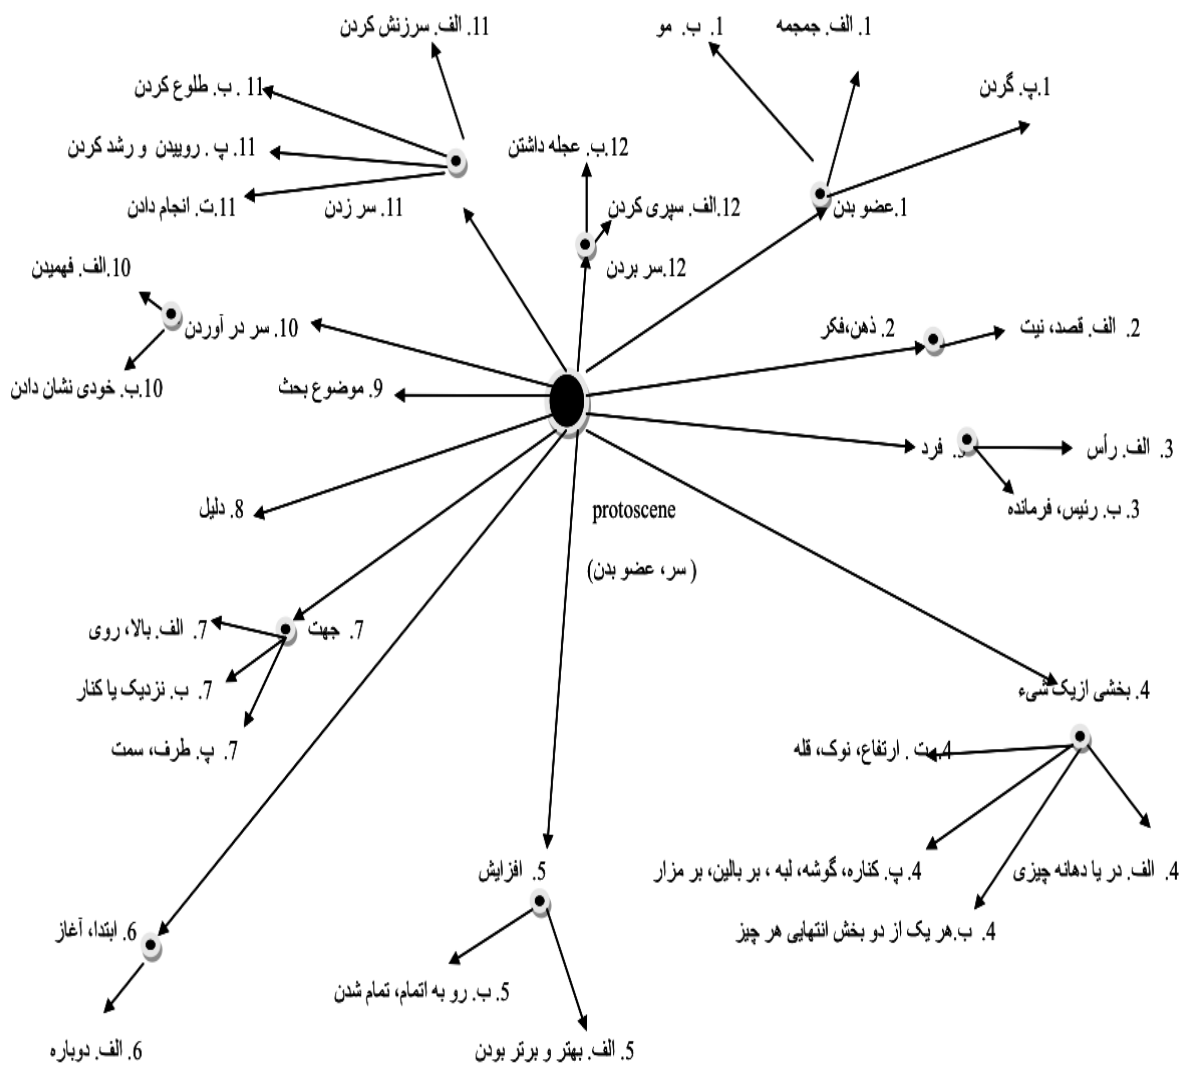 11. الف. سرزنش کردن
1. ب. مو
1. الف. جمجمه
11 . ب. طلوع کردن
1.پ. گردن
11. پ . روییدن و رشد کردن
12.ب. عجله داشتن
11.ت. انجام دادن
11. سر زدن
12.الف. سپری کردن
1.عضو بدن
12.سر بردن
10.الف. فهمیدن
10. سر در آوردن
2. ذهن،فکر
2. الف. قصد، نیت
10.ب. خودی نشان دادن
9. موضوع بحث
3. فرد
3. الف. رأس
3. ب. رئیس، فرمانده
8. دلیل
protoscene
( سر، عضو بدن)
7. الف. بالا، روی
7. جهت
7. ب. نزدیک یا کنار
7. پ. طرف، سمت
4. بخشی ازیک شیء
4. ت . ارتفاع، نوک، قله
4. پ. کناره، گوشه، لبه ، بر بالین، بر مزار
4. الف. در یا دهانه چیزی
5. افزایش
4. ب.هر یک از دو بخش انتهایی هر چیز
6. ابتدا، آغاز
5. ب. رو به اتمام، تمام شدن
6. الف. دوباره
5. الف. بهتر و برتر بودن